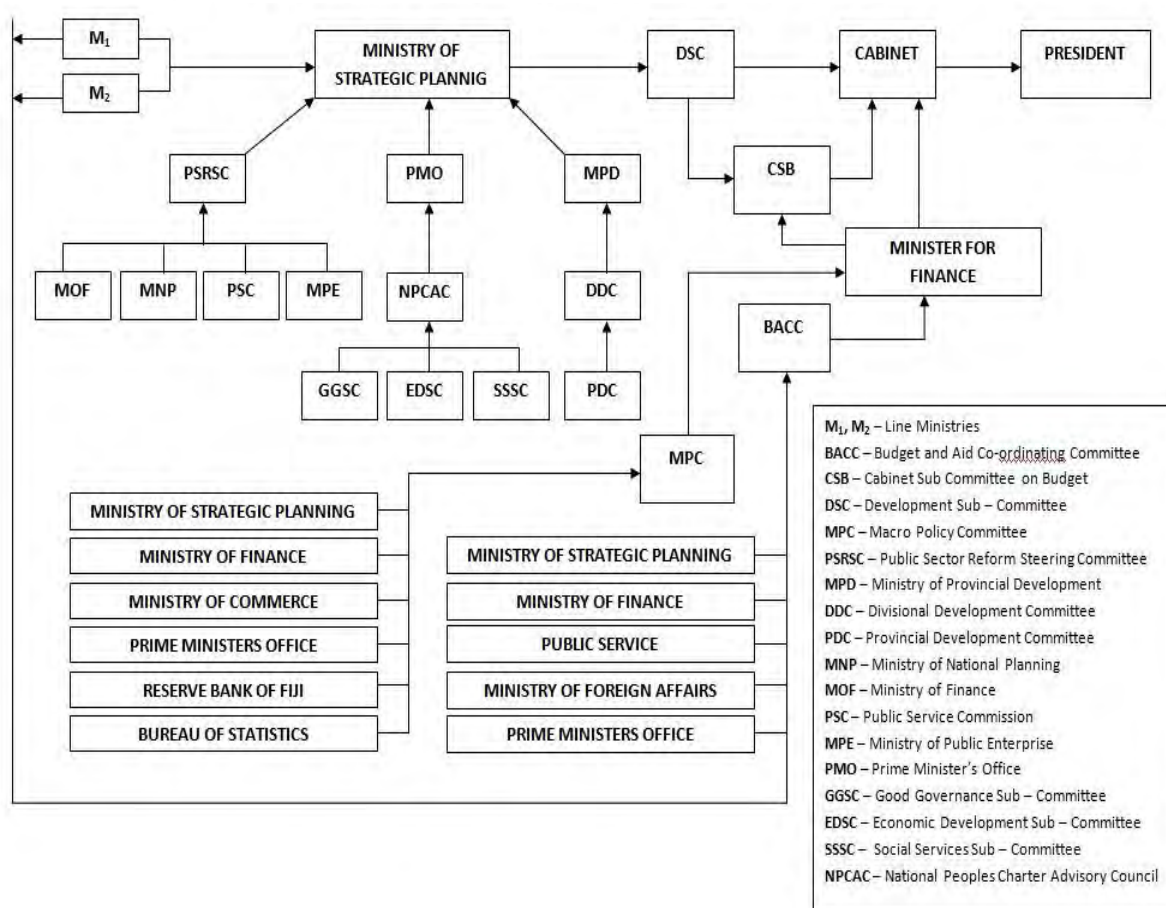 M₁
M₂
MINISTRY OF
STRATEGIC PLANNIG
DSC
CABINET
PRESIDENT
PSRSC
PMO
MPD
CSB
MINISTER FOR
FINANCE
MOF
MNP
PSC
MPE
NPCAC
DDC
BACC
GGSC
EDSC
SSSC
PDC
MPC
MINISTRY OF STRATEGIC PLANNING
MINISTRY OF FINANCE
MINISTRY OF COMMERCE
PRIME MINISTERS OFFICE
RESERVE BANK OF FIJI
BUREAU OF STATISTICS
MINISTRY OF STRATEGIC PLANNING
MINISTRY OF FINANCE
PUBLIC SERVICE
MINISTRY OF FOREIGN AFFAIRS
PRIME MINISTERS OFFICE
M₁, M₂ – Line Ministries
BACC – Budget and Aid Co-ordinating Committee
CSB – Cabinet Sub Committee on Budget
DSC – Development Sub – Committee
MPC – Macro Policy Committee
PSRSC – Public Sector Reform Steering Committee
MPD – Ministry of Provincial Development
DDC – Divisional Development Committee
PDC – Provincial Development Committee
MNP – Ministry of National Planning
MOF – Ministry of Finance
PSC – Public Service Commission
MPE – Ministry of Public Enterprise
PMO – Prime Minister's Office
GGSC – Good Governance Sub – Committee
EDSC – Economic Development Sub – Committee
SSSC – Social Services Sub – Committee
NPCAC – National Peoples Charter Advisory Council